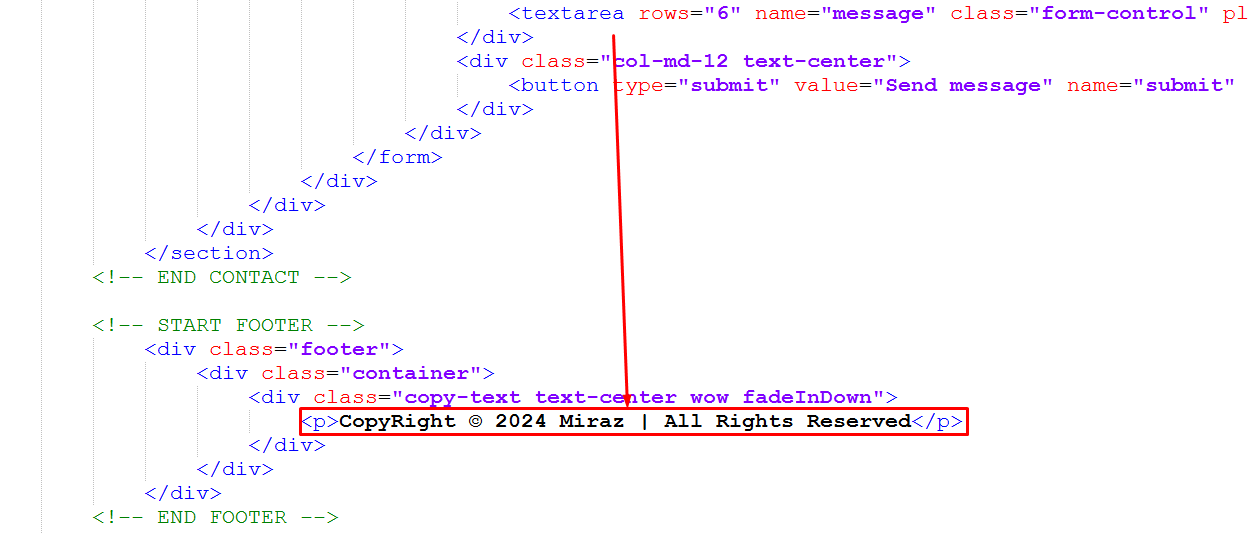 <textarea rows="6" name="message" class="form-control" pl
</div>
<div class="col-md-12 text-center">
<button type="submit" value="Send message" name="submit"
</div>
</div>
</form>
</div>
</div>
</div>
</section>
<!-- END CONTACT -->
<!-- START FOOTER -->
<div class="footer">
<div class="container">
<div class="copy-text text-center wow fadeInDown">
<p>CopyRight © 2024 Miraz | All Rights Reserved</p>
</div>
</div>
</div>
<!-- END FOOTER -->